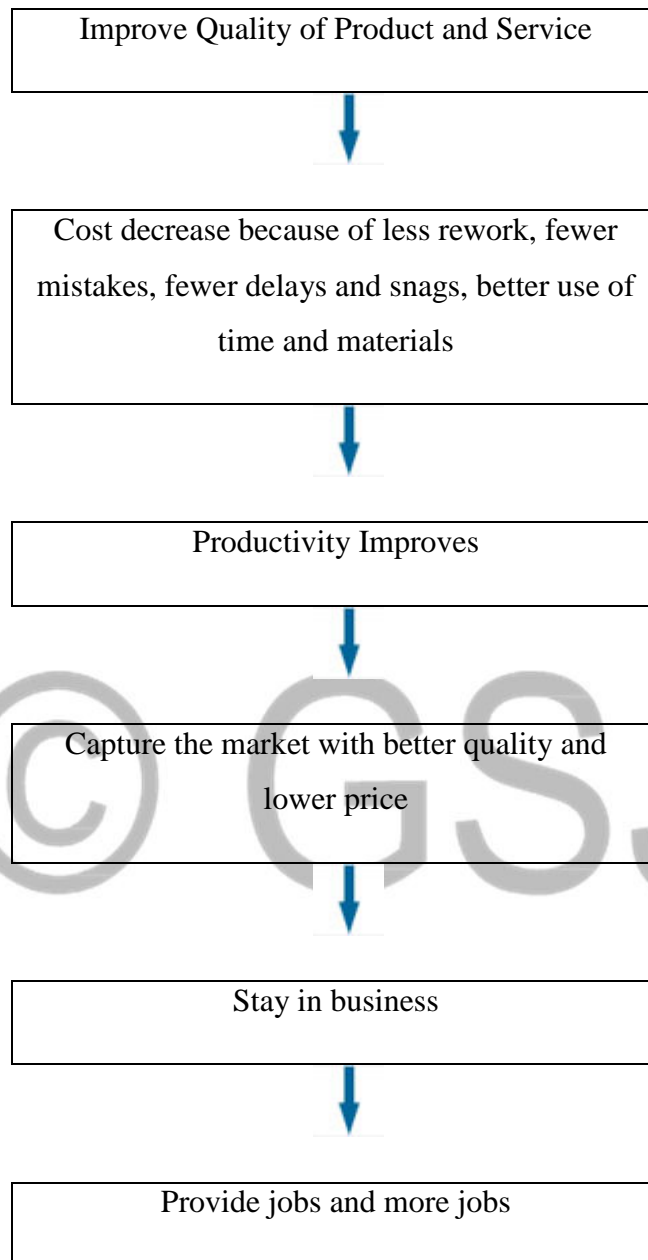 Improve Quality of Product and Service
Cost decrease because of less rework, fewer
mistakes, fewer delays and snags, better use of
time and materials
Productivity Improves
© GSJ
Capture the market with better quality and
lower price
Stay in business
Provide jobs and more jobs